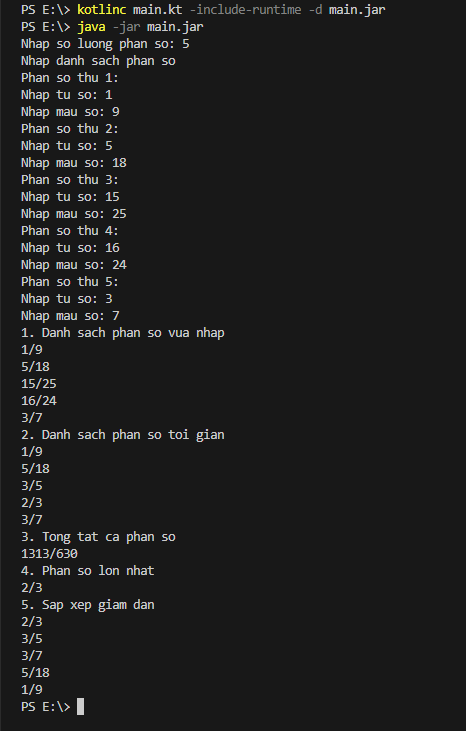 PS E:\> kotlinc main.kt -include-runtime -d main.jar
PS E:\> java -jar main.jar
Nhap so luong phan so: 5
Nhap danh sach phan so
Phan so thu 1:
Nhap tu so: 1
Nhap mau so: 9
Phan so thu 2:
Nhap tu so: 5
Nhap mau so: 18
Phan so thu 3:
Nhap tu so: 15
Nhap mau so: 25
Phan so thu 4:
Nhap tu so: 16
Nhap mau so: 24
Phan so thu 5:
Nhap tu so: 3
Nhap mau so: 7
1. Danh sach phan so vua nhap
1/9
5/18
15/25
16/24
3/7
2. Danh sach phan so toi gian
1/9
5/18
3/5
2/3
3/7
3. Tong tat ca phan so
1313/630
4. Phan so lon nhat
2/3
5. Sap xep giam dan
2/3
3/5
3/7
5/18
1/9
PS E:\>